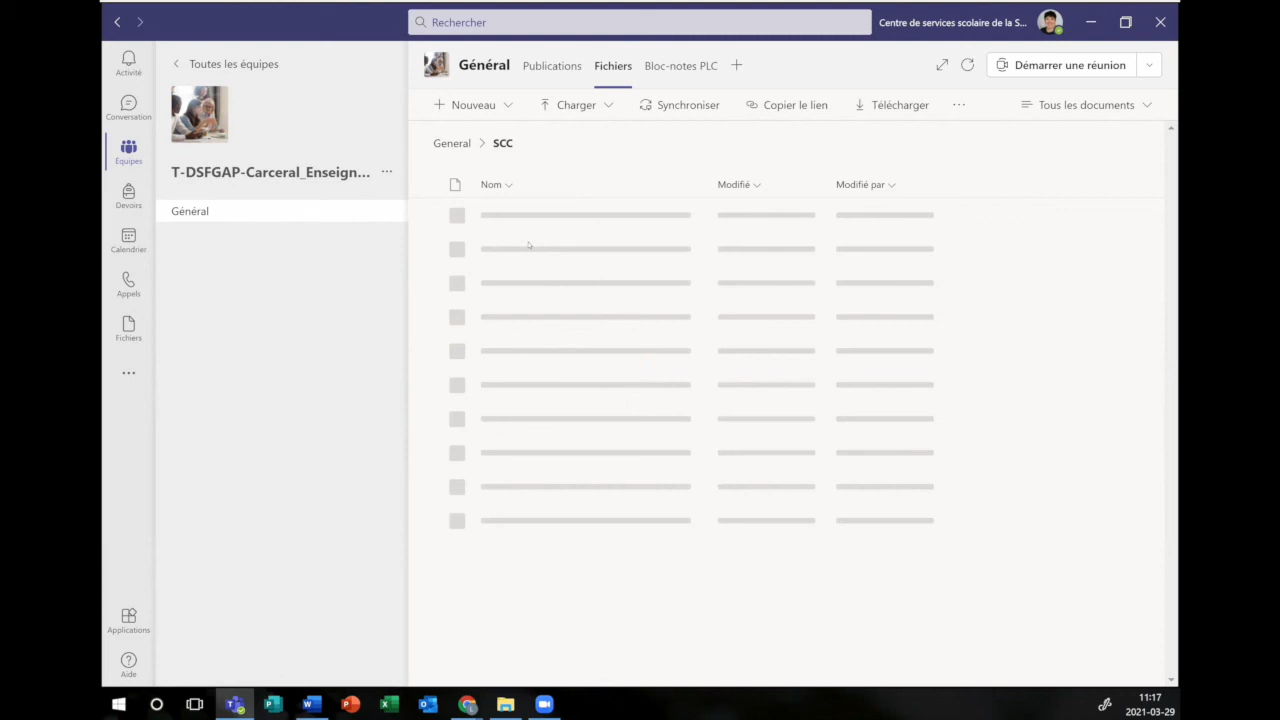 Rechercher
Centre de services scolaire de la S...
Activité
Conversation
Équipes
Devoirs
Calendrier
Appels
Fichiers
Applications
Aide
Toutes les équipes
T-DSFGAP-Carceral_Enseign...
Général
Général Publications Fichiers Bloc-notes PLC
Démarrer une réunion
Nouveau Charger Synchroniser Copier le lien Télécharger Tous les documents
General > SCC
Nom Modifié Modifié par
11:17
2021-03-29